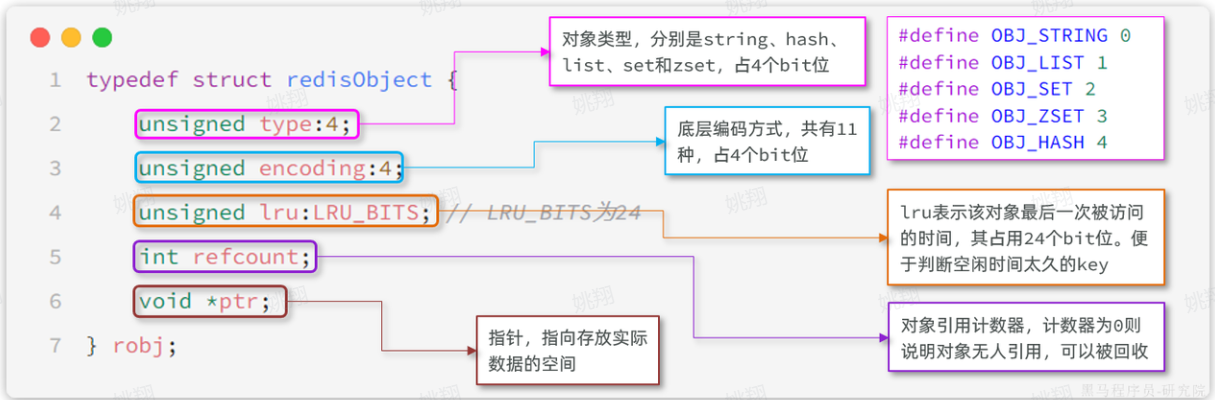 1 typedef struct redisObject {
2 unsigned type:4;
3 unsigned encoding:4;
4 unsigned lru:LRU_BITS; // LRU_BITS为24
5 int refcount;
6 void *ptr;
7 } robj;
对象类型，分别是string、hash、
list、set和zset，占4个bit位
#define OBJ_STRING 0
#define OBJ_LIST 1
#define OBJ_SET 2
#define OBJ_ZSET 3
#define OBJ_HASH 4
底层编码方式，共有11
种，占4个bit位
lru表示该对象最后一次被访问
的时间，其占用24个bit位。便
于判断空闲时间太久的key
对象引用计数器，计数器为0则
说明对象无人引用，可以被回收
指针，指向存放实际
数据的空间
姚翔
黑马程序员-研究院